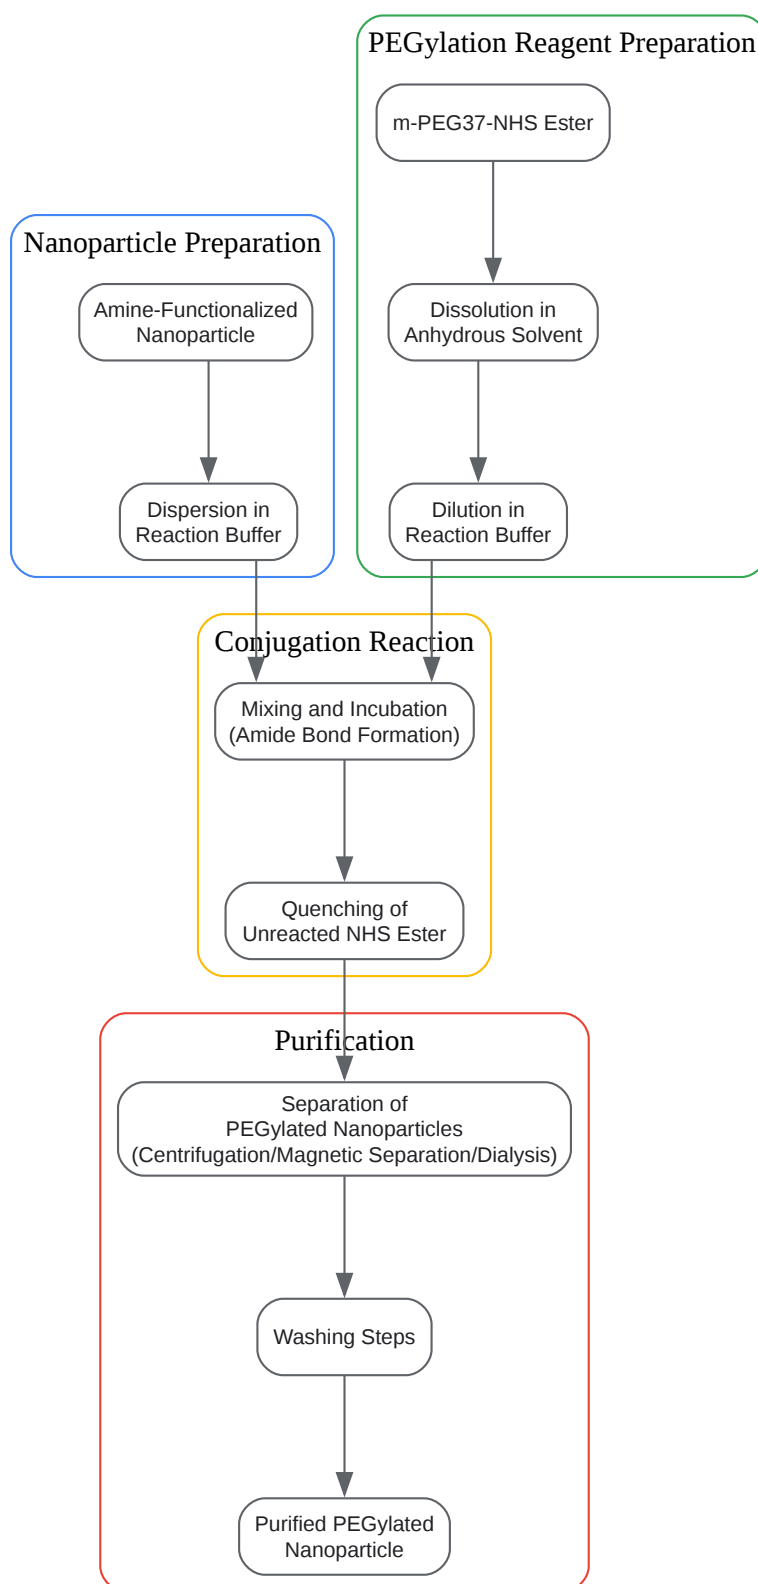 PEGylation Reagent Preparation
m-PEG37-NHS Ester
Nanoparticle Preparation
Amine-Functionalized
Nanoparticle
Dissolution in
Anhydrous Solvent
Dispersion in
Reaction Buffer
Dilution in
Reaction Buffer
Conjugation Reaction
Mixing and Incubation
(Amide Bond Formation)
Quenching of
Unreacted NHS Ester
Purification
Separation of
PEGylated Nanoparticles
(Centrifugation/Magnetic Separation/Dialysis)
Washing Steps
Purified PEGylated
Nanoparticle